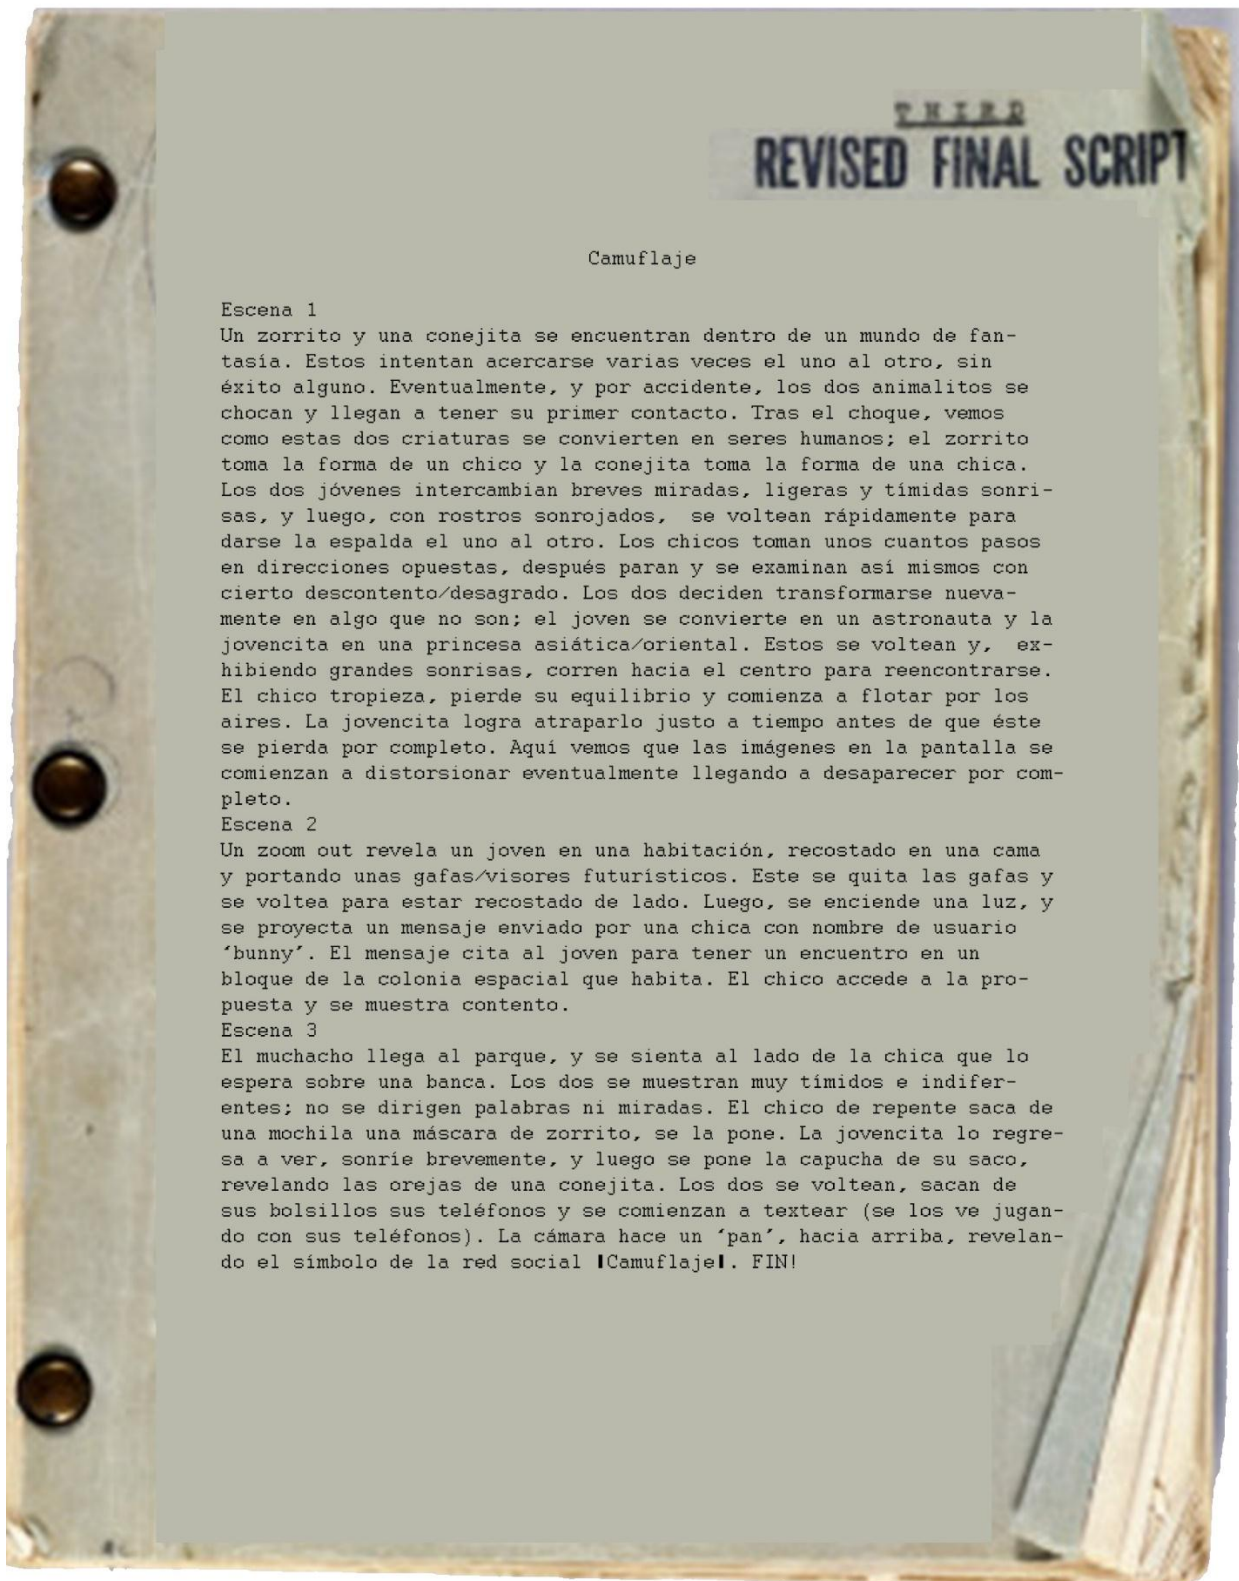 THIRD
REVISED FINAL SCRIPT
Camuflaje
Escena 1
Un zorrito y una conejita se encuentran dentro de un mundo de fan-
tasía. Estos intentan acercarse varias veces el uno al otro, sin
éxito alguno. Eventualmente, y por accidente, los dos animalitos se
chocan y llegan a tener su primer contacto. Tras el choque, vemos
como estas dos criaturas se convierten en seres humanos; el zorrito
toma la forma de un chico y la conejita toma la forma de una chica.
Los dos jóvenes intercambian breves miradas, ligeras y tímidas sonri-
sas, y luego, con rostros sonrojados,  se voltean rápidamente para
darse la espalda el uno al otro. Los chicos toman unos cuantos pasos
en direcciones opuestas, después paran y se examinan así mismos con
cierto descontento/desagrado. Los dos deciden transformarse nueva-
mente en algo que no son; el joven se convierte en un astronauta y la
jovencita en una princesa asiática/oriental. Estos se voltean y,  ex-
hibiendo grandes sonrisas, corren hacia el centro para reencontrarse.
El chico tropieza, pierde su equilibrio y comienza a flotar por los
aires. La jovencita logra atraparlo justo a tiempo antes de que éste
se pierda por completo. Aquí vemos que las imágenes en la pantalla se
comienzan a distorsionar eventualmente llegando a desaparecer por com-
pleto.
Escena 2
Un zoom out revela un joven en una habitación, recostado en una cama
y portando unas gafas/visores futurísticos. Este se quita las gafas y
se voltea para estar recostado de lado. Luego, se enciende una luz, y
se proyecta un mensaje enviado por una chica con nombre de usuario
‘bunny’. El mensaje cita al joven para tener un encuentro en un
bloque de la colonia espacial que habita. El chico accede a la pro-
puesta y se muestra contento.
Escena 3
El muchacho llega al parque, y se sienta al lado de la chica que lo
espera sobre una banca. Los dos se muestran muy tímidos e indifer-
entes; no se dirigen palabras ni miradas. El chico de repente saca de
una mochila una máscara de zorrito, se la pone. La jovencita lo regre-
sa a ver, sonríe brevemente, y luego se pone la capucha de su saco,
revelando las orejas de una conejita. Los dos se voltean, sacan de
sus bolsillos sus teléfonos y se comienzan a textear (se los ve jugan-
do con sus teléfonos). La cámara hace un ‘pan’, hacia arriba, revelan-
do el símbolo de la red social ❙Camuflaje❙. FIN!